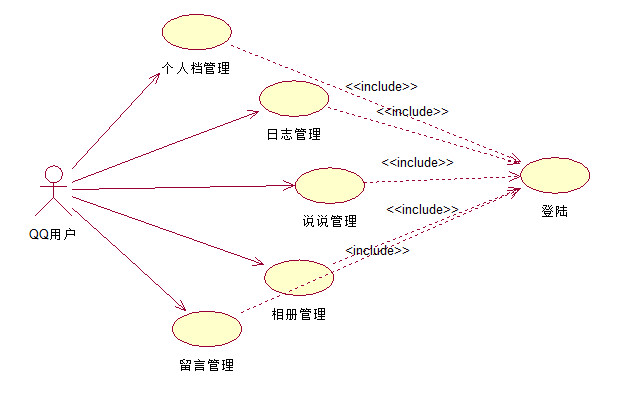 个人档管理
<<include>>
<<include>>
日志管理
<<include>>
说说管理
登陆
<<include>>
QQ用户
<include>>
相册管理
留言管理